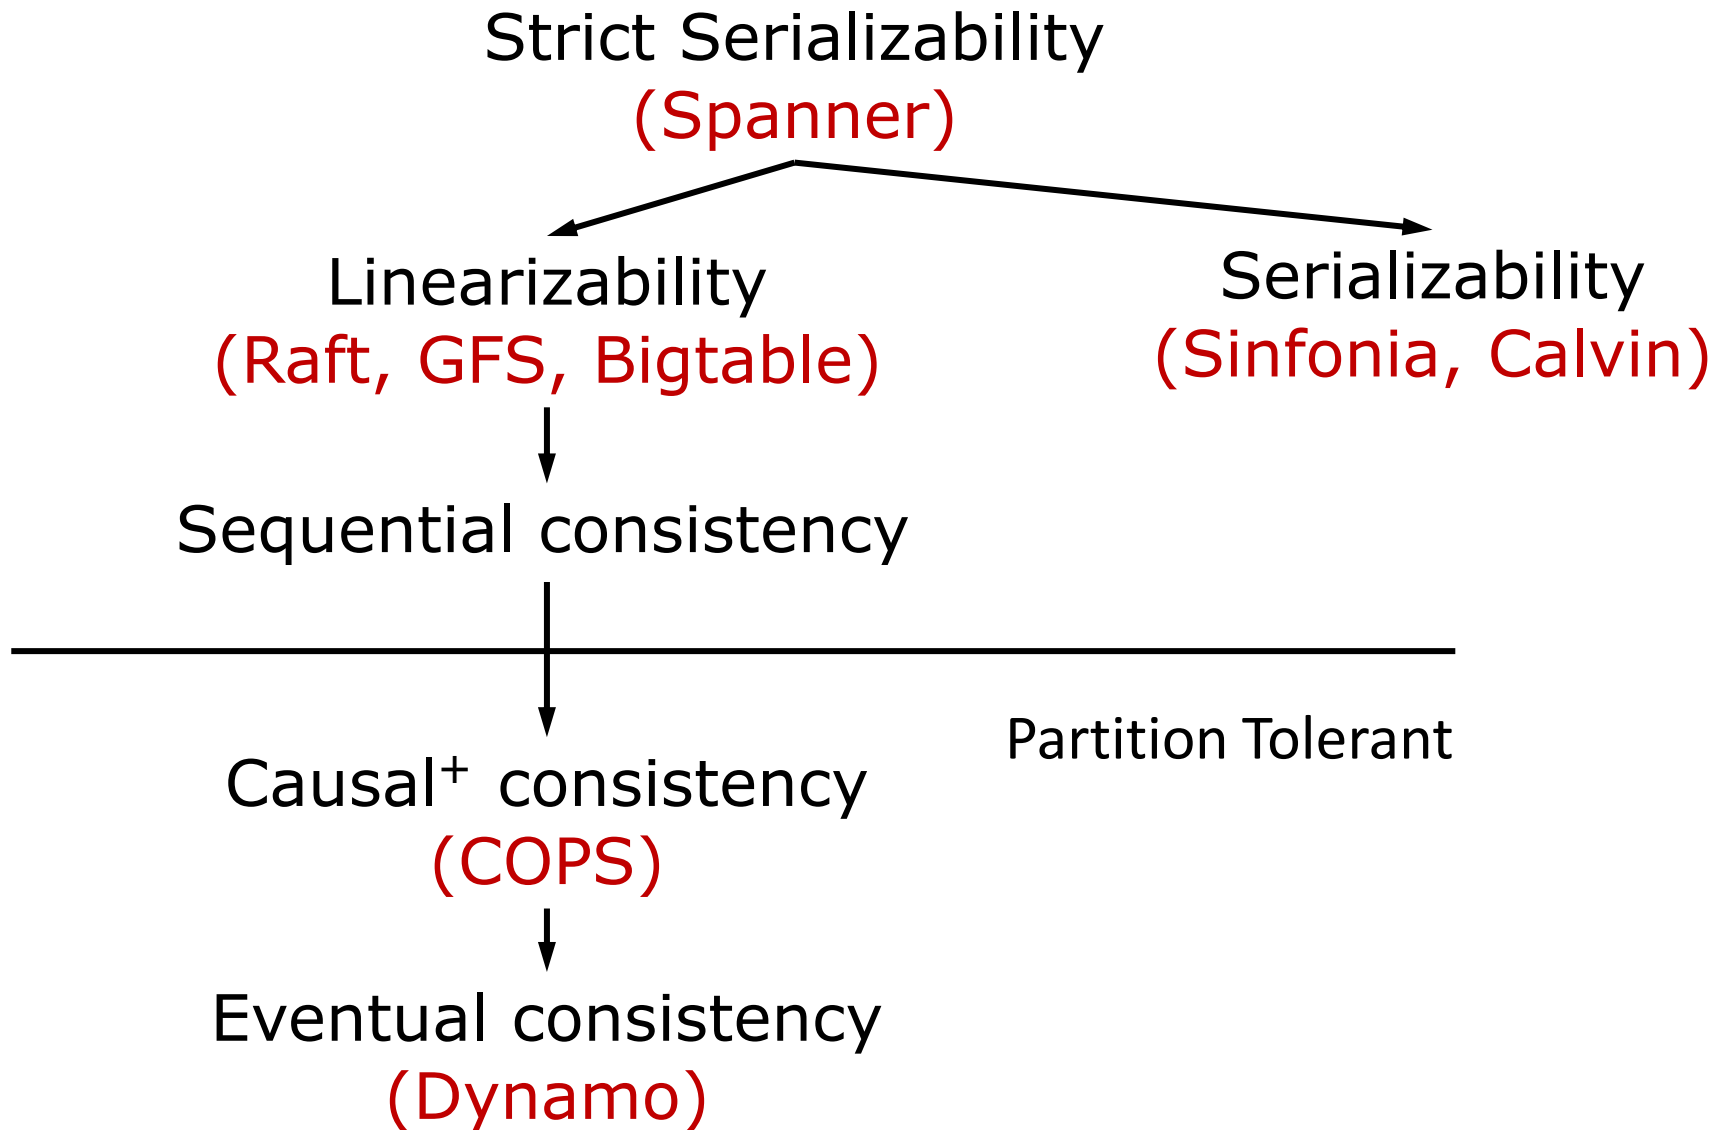 Strict Serializability
(Spanner)
Linearizability
(Raft, GFS, Bigtable)
Serializability
(Sinfonia, Calvin)
Sequential consistency
Partition Tolerant
Causal⁺ consistency
(COPS)
Eventual consistency
(Dynamo)